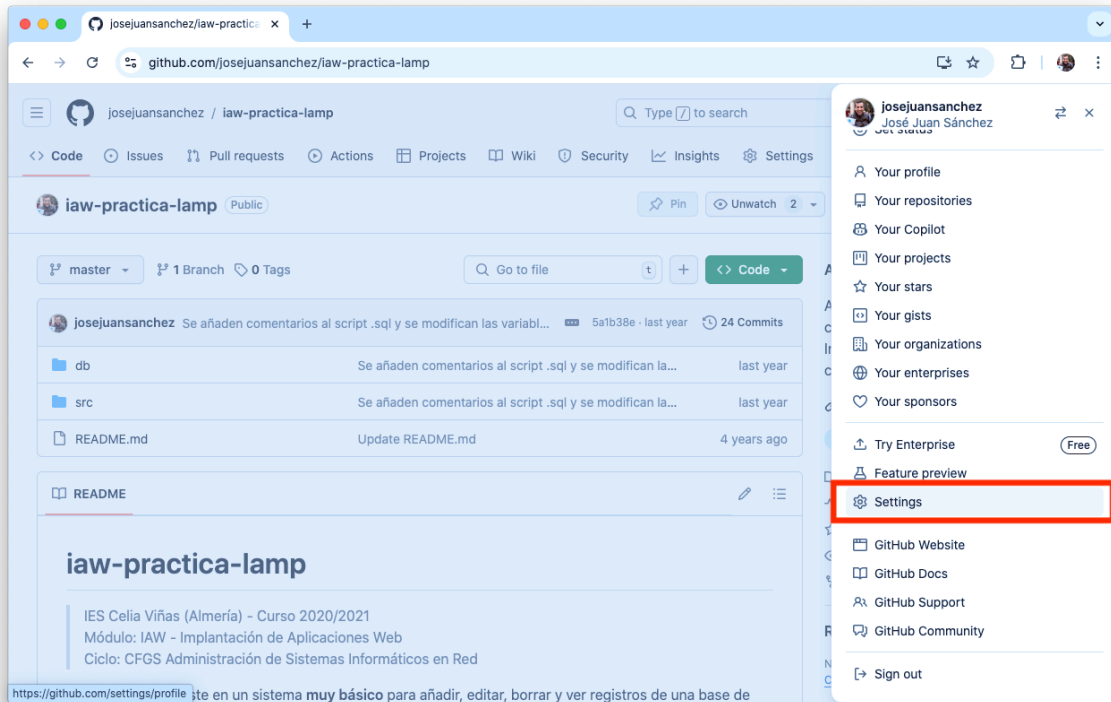 josejuansanchez/iaw-practica
github.com/josejuansanchez/iaw-practica-lamp
josejuansanchez / iaw-practica-lamp
Type / to search
Code Issues Pull requests Actions Projects Wiki Security Insights Settings
iaw-practica-lamp Public
Pin Unwatch 2
master 1 Branch 0 Tags
Go to file t
Code
josejuansanchez Se añaden comentarios al script .sql y se modifican las variabl... 5a1b38e · last year 24 Commits
db Se añaden comentarios al script .sql y se modifican la... last year
src Se añaden comentarios al script .sql y se modifican la... last year
README.md Update README.md 4 years ago
README
iaw-practica-lamp
IES Celia Viñas (Almería) - Curso 2020/2021
Módulo: IAW - Implantación de Aplicaciones Web
Ciclo: CFGS Administración de Sistemas Informáticos en Red
en un sistema muy básico para añadir, editar, borrar y ver registros de una base de
https://github.com/settings/profile
josejuansanchez
José Juan Sánchez
Set status
Your profile
Your repositories
Your Copilot
Your projects
Your stars
Your gists
Your organizations
Your enterprises
Your sponsors
Try Enterprise Free
Feature preview
Settings
GitHub Website
GitHub Docs
GitHub Support
GitHub Community
Sign out